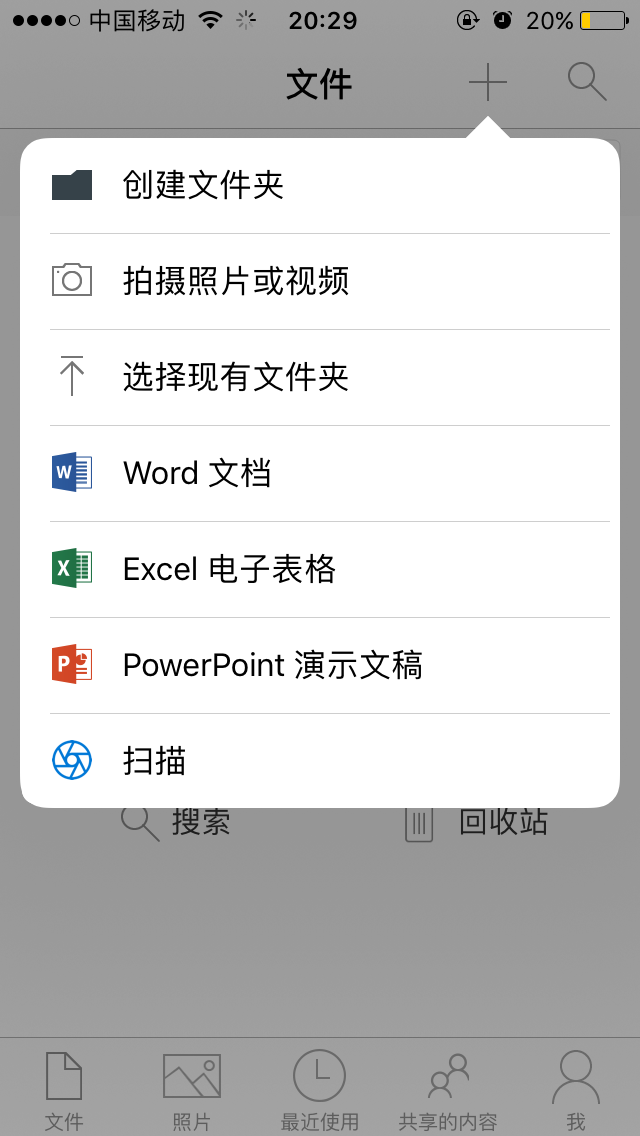 中国移动 20:29 20%
文件
创建文件夹
拍摄照片或视频
选择现有文件夹
Word 文档
Excel 电子表格
PowerPoint 演示文稿
扫描
搜索 回收站
文件 照片 最近使用 共享的内容 我